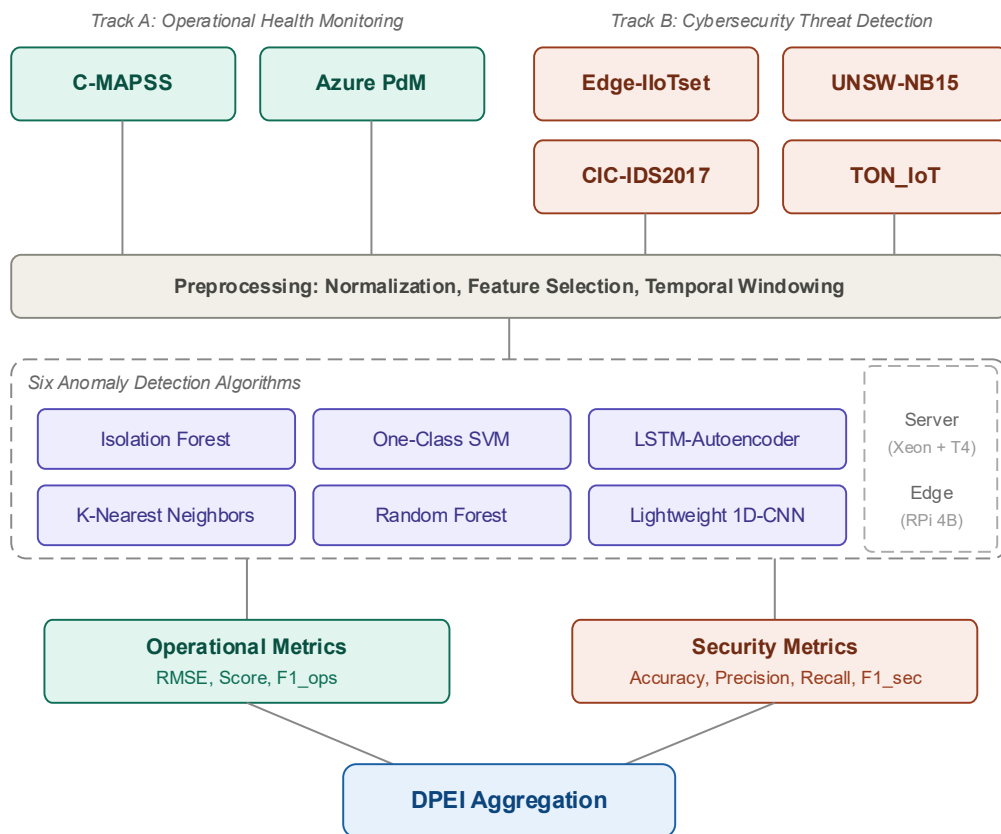 Track A: Operational Health Monitoring
Track B: Cybersecurity Threat Detection
C-MAPSS
Azure PdM
Edge-IIoTset
UNSW-NB15
CIC-IDS2017
TON_IoT
Preprocessing: Normalization, Feature Selection, Temporal Windowing
Six Anomaly Detection Algorithms
Isolation Forest
One-Class SVM
LSTM-Autoencoder
K-Nearest Neighbors
Random Forest
Lightweight 1D-CNN
Server
(Xeon + T4)
Edge
(RPi 4B)
Operational Metrics
RMSE, Score, F1_ops
Security Metrics
Accuracy, Precision, Recall, F1_sec
DPEI Aggregation